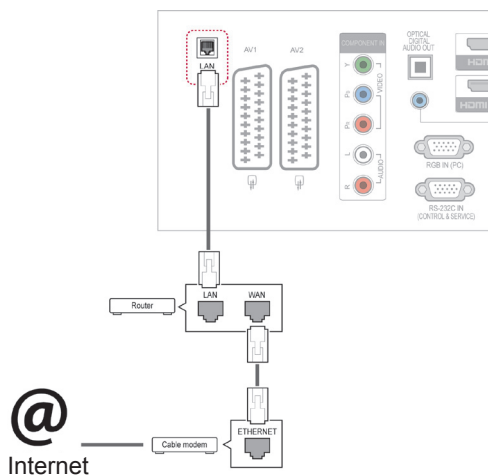 LAN
AV1
AV2
COMPONENT IN
Y
PB
PR
VIDEO
L
R
AUDIO
OPTICAL
DIGITAL
AUDIO OUT
HDMI
HDMI
RGB IN (PC)
RS-232C IN
(CONTROL & SERVICE)
Router
LAN
WAN
ETHERNET
Cable modem
@
Internet